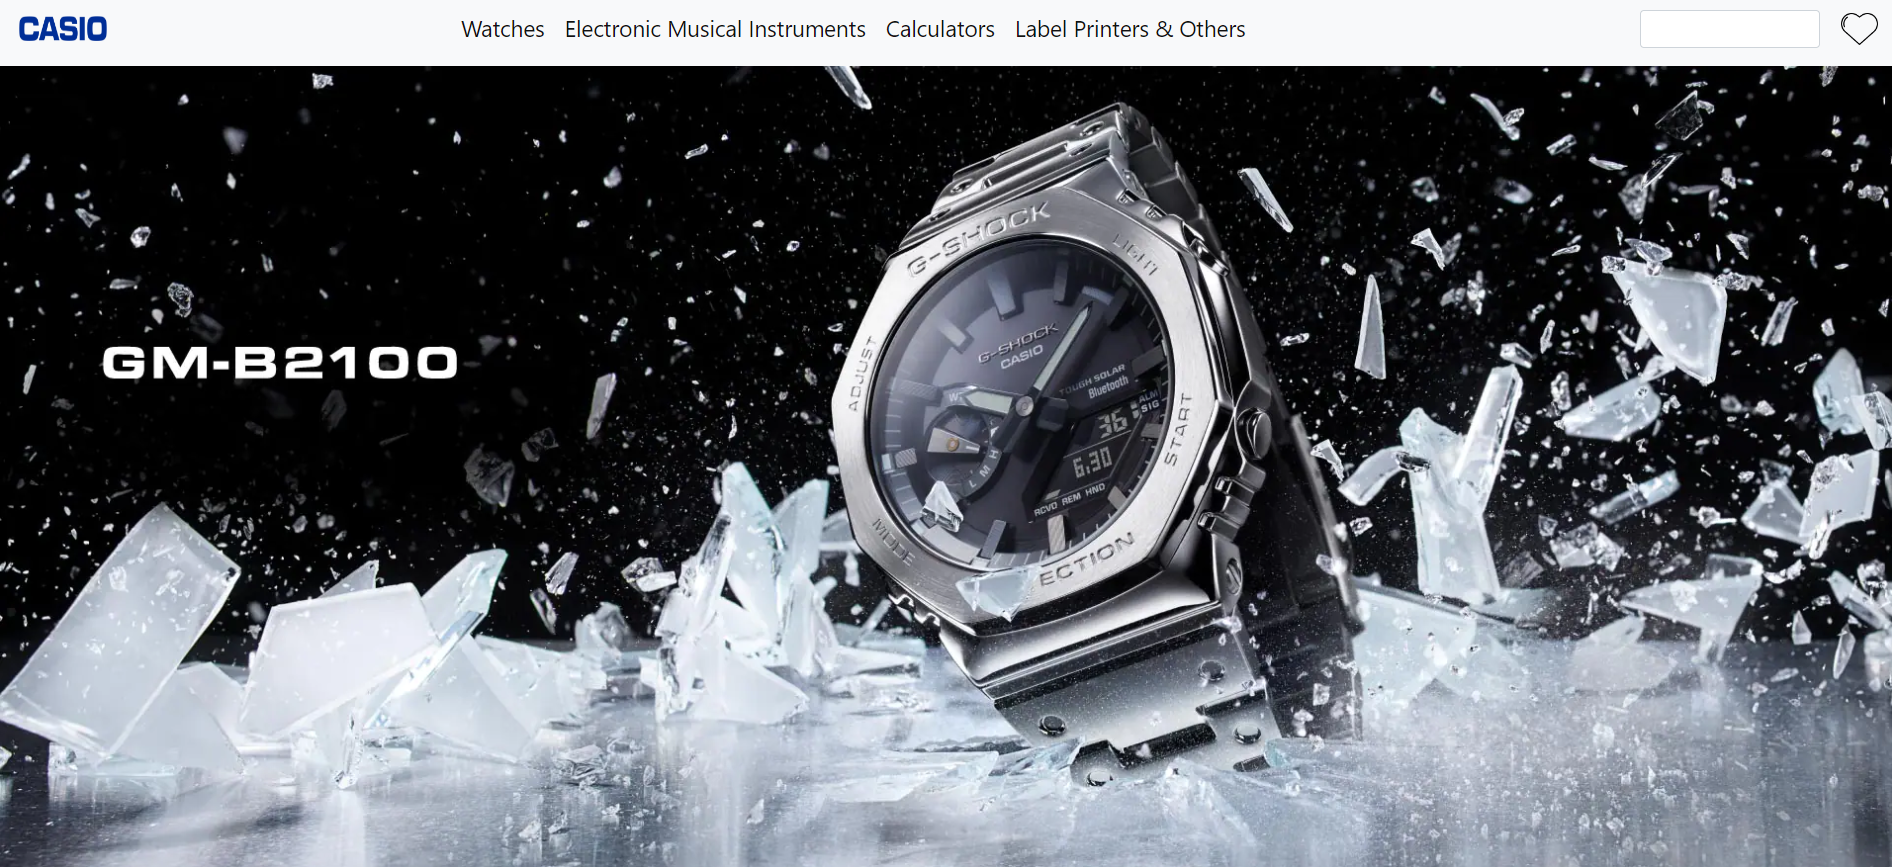 CASIO
Watches Electronic Musical Instruments Calculators Label Printers & Others
GM-B2100
G-SHOCK
LIGHT
ADJUST
G-SHOCK
CASIO
TOUGH SOLAR
Bluetooth
ALM
SIG
36
6.30
RCVD REM HND
L M H
START
MODE
ECTION